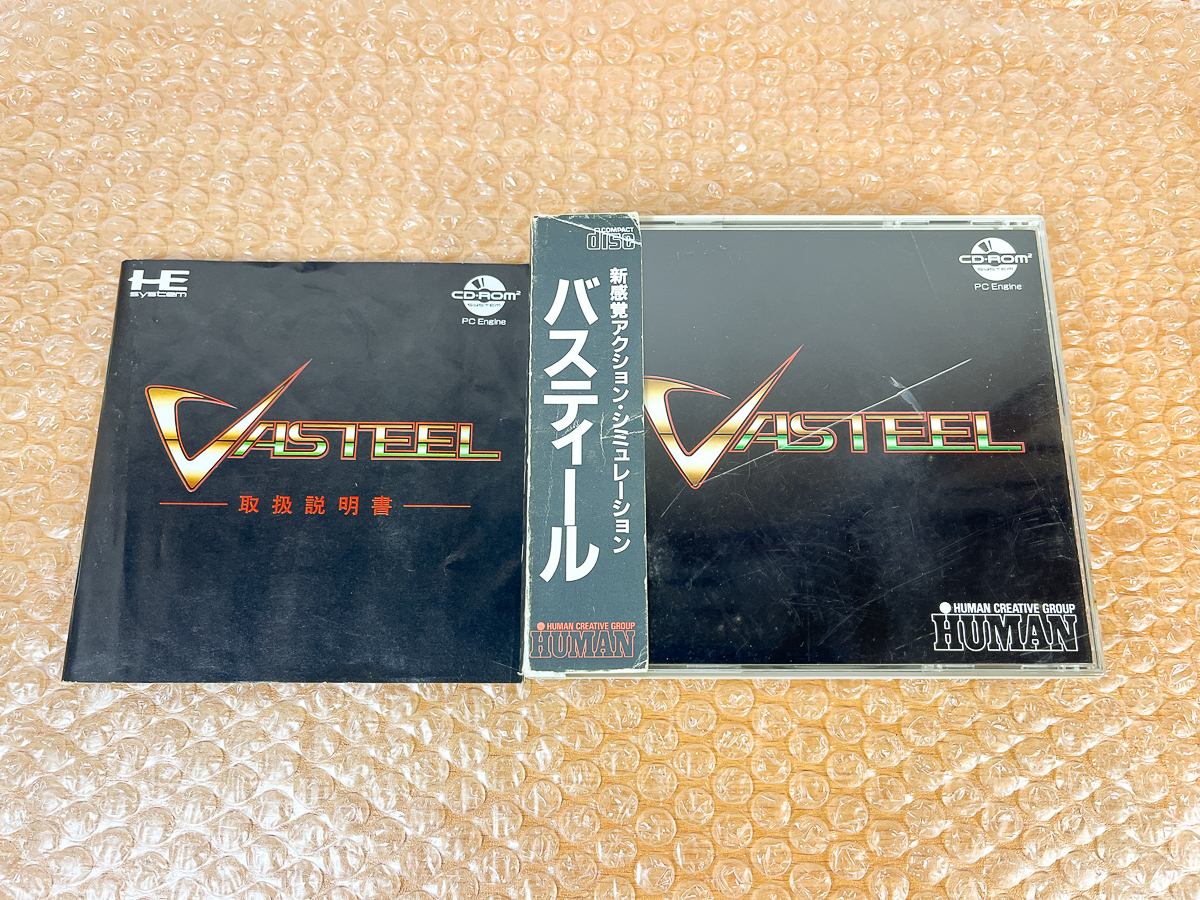 HE
system
CD-ROM²
SYSTEM
PC Engine
VASTEEL
取扱説明書
COMPACT
disc
新感覚アクション・シミュレーション
バスティール
HUMAN CREATIVE GROUP
HUMAN
CD-ROM²
SYSTEM
PC Engine
VASTEEL
HUMAN CREATIVE GROUP
HUMAN